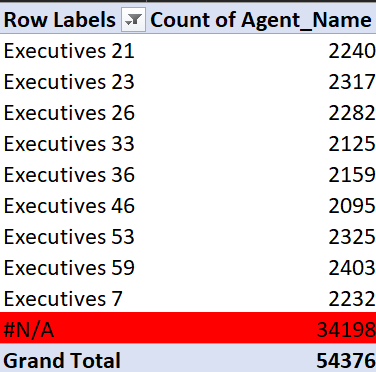 Row Labels Count of Agent_Name
Executives 21 2240
Executives 23 2317
Executives 26 2282
Executives 33 2125
Executives 36 2159
Executives 46 2095
Executives 53 2325
Executives 59 2403
Executives 7 2232
#N/A 34198
Grand Total 54376